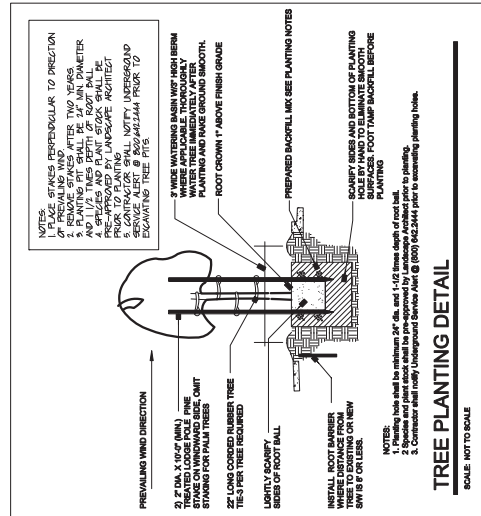 NOTES:
1. PLACE STAKES PERPENDICULAR TO DIRECTION
OF PREVAILING WIND.
2. REMOVE STAKES AFTER TWO YEARS.
3. PLANTING PIT SHALL BE 24" MIN. DIAMETER
AND 1 1/2 TIMES DEPTH OF ROOT BALL
4. SPECIES AND PLANT STOCK SHALL BE
PRE-APPROVED BY LANDSCAPE ARCHITECT
PRIOR TO PLANTING
5. CONTRACTOR SHALL NOTIFY UNDERGROUND
SERVICE ALERT @ 800.642.2444 PRIOR TO
EXCAVATING TREE PITS.
3' WIDE WATERING BASIN W/3" HIGH BERM
WHERE APPLICABLE. THOROUGHLY
WATER TREE IMMEDIATELY AFTER
PLANTING AND RAKE GROUND SMOOTH.
ROOT CROWN 1" ABOVE FINISH GRADE
PREPARED BACKFILL MIX SEE PLANTING NOTES
SCARIFY SIDES AND BOTTOM OF PLANTING
HOLE BY HAND TO ELIMINATE SMOOTH
SURFACES. FOOT TAMP BACKFILL BEFORE
PLANTING
PREVAILING WIND DIRECTION
2) 2" DIA. X 10'-0" (MIN.)
TREATED LODGE POLE PINE
STAKE ON WINDWARD SIDE, OMIT
STAKING FOR PALM TREES
22" LONG CORDED RUBBER TREE
TIE-3 PER TREE REQUIRED
LIGHTLY SCARIFY
SIDES OF ROOT BALL
INSTALL ROOT BARRIER
WHERE DISTANCE FROM
TREE TO EXISTING OR NEW
S/W IS 6' OR LESS.
NOTES:
1. Planting hole shall be minimum 24" dia. and 1-1/2 times depth of root ball.
2 Species and plant stock shall be pre-approved by Landscape Architect prior to planting.
3. Contractor shall notify Underground Service Alert @ (800) 642.2444 prior to excavating planting holes.
TREE PLANTING DETAIL
SCALE: NOT TO SCALE